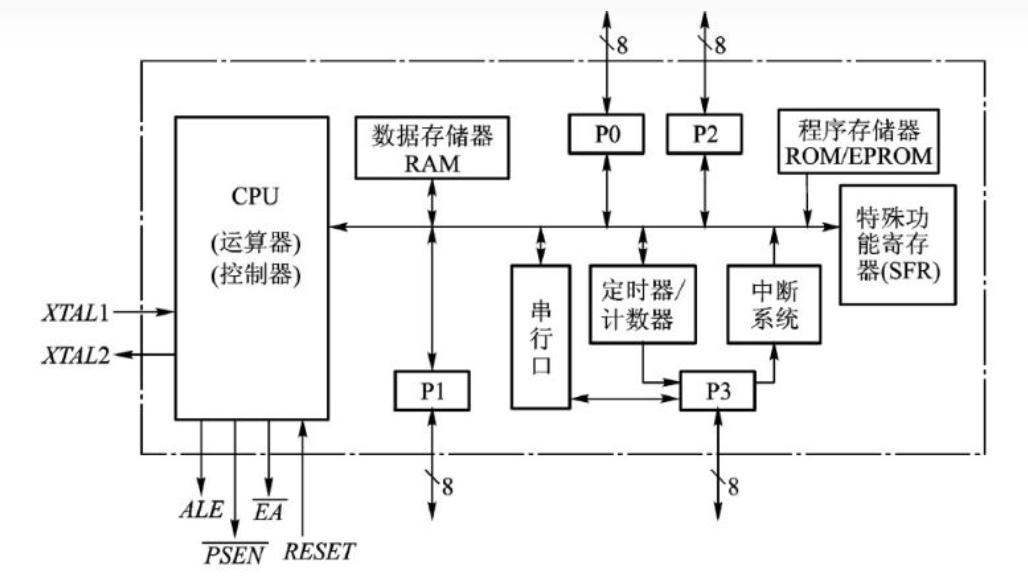 8
8
数据存储器
RAM
P0
P2
程序存储器
ROM/EPROM
CPU
(运算器)
(控制器)
特殊功
能寄存
器(SFR)
串
行
口
定时器/
计数器
中断
系统
XTAL1
XTAL2
P1
P3
8
8
ALE
EA
PSEN
RESET